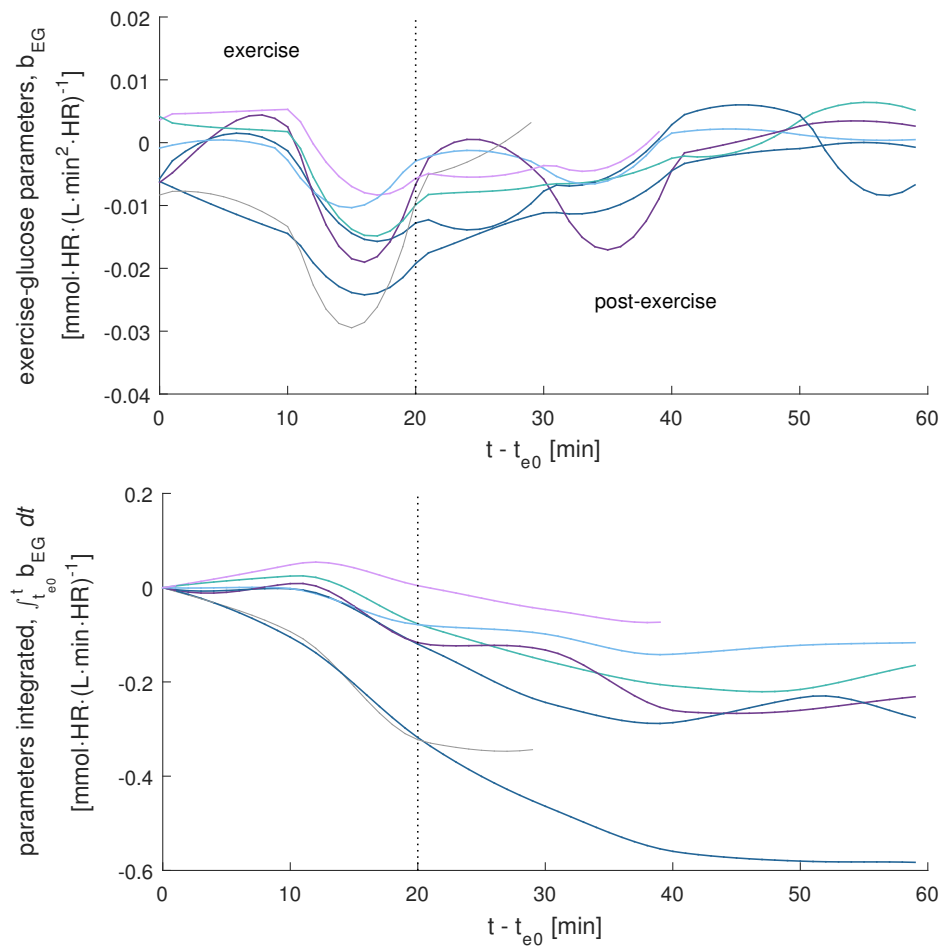 exercise-glucose parameters, b_EG
[mmol·HR·(L·min²·HR)⁻¹]
0.02
0.01
0
-0.01
-0.02
-0.03
-0.04
exercise
post-exercise
0 10 20 30 40 50 60
t - t_e0 [min]
parameters integrated, ∫_{t_e0}^t b_EG dt
[mmol·HR·(L·min·HR)⁻¹]
0.2
0
-0.2
-0.4
-0.6
0 10 20 30 40 50 60
t - t_e0 [min]